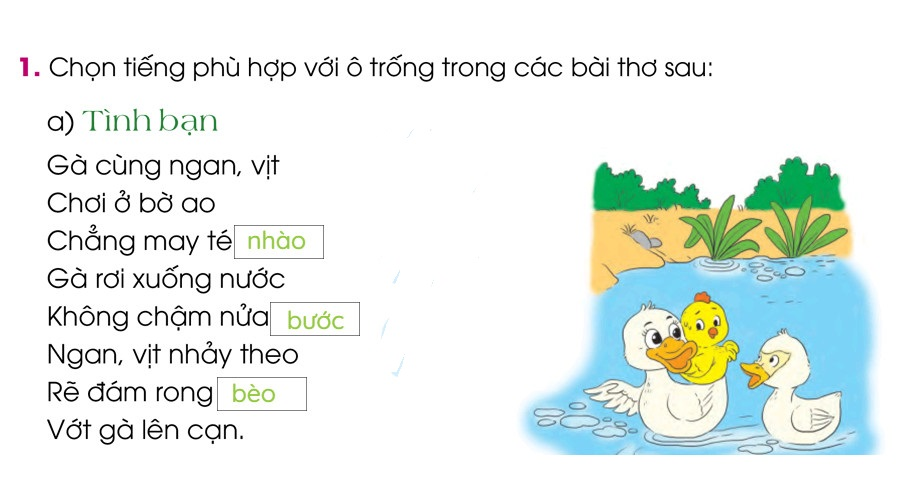 1. Chọn tiếng phù hợp với ô trống trong các bài thơ sau:
a) Tình bạn
Gà cùng ngan, vịt
Chơi ở bờ ao
Chẳng may té nhào
Gà rơi xuống nước
Không chậm nửa bước
Ngan, vịt nhảy theo
Rẽ đám rong bèo
Vớt gà lên cạn.